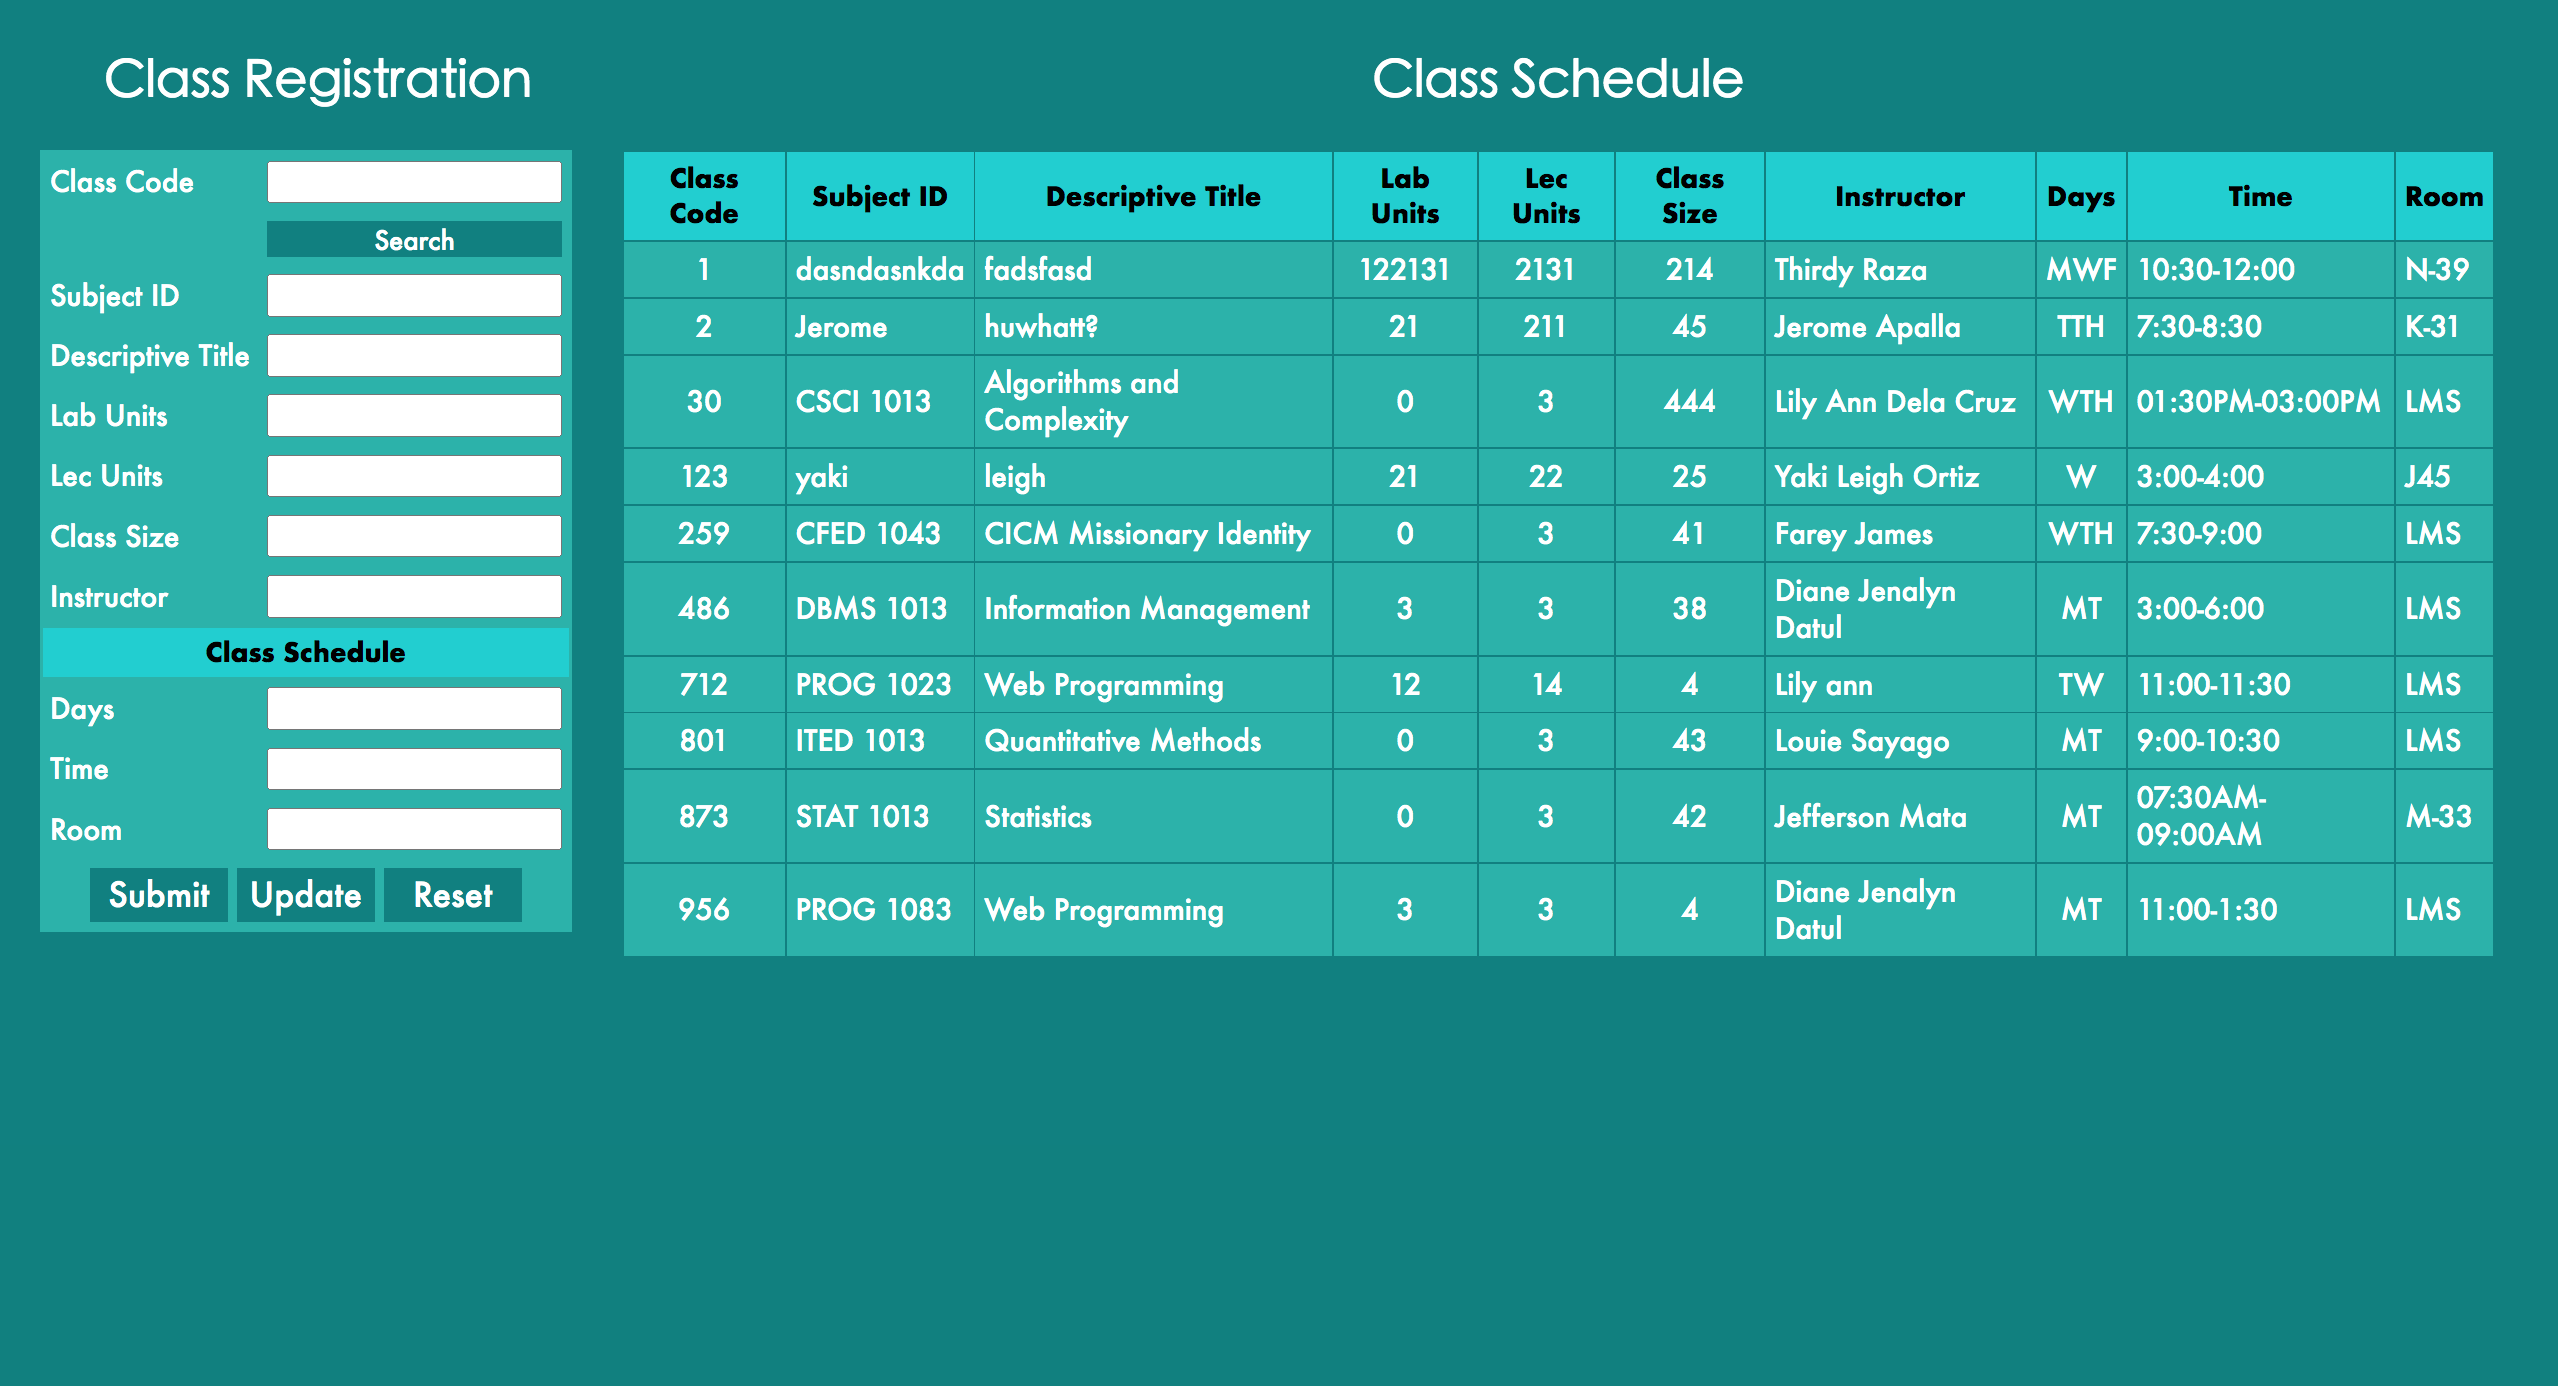 Class Registration
Class Code
Search
Subject ID
Descriptive Title
Lab Units
Lec Units
Class Size
Instructor
Class Schedule
Days
Time
Room
Submit Update Reset
Class Schedule
Class Code Subject ID Descriptive Title Lab Units Lec Units Class Size Instructor Days Time Room
1 dasndasnkda fadsfasd 122131 2131 214 Thirdy Raza MWF 10:30-12:00 N-39
2 Jerome huwhatt? 21 211 45 Jerome Apalla TTH 7:30-8:30 K-31
30 CSCI 1013 Algorithms and Complexity 0 3 444 Lily Ann Dela Cruz WTH 01:30PM-03:00PM LMS
123 yaki leigh 21 22 25 Yaki Leigh Ortiz W 3:00-4:00 J45
259 CFED 1043 CICM Missionary Identity 0 3 41 Farey James WTH 7:30-9:00 LMS
486 DBMS 1013 Information Management 3 3 38 Diane Jenalyn Datul MT 3:00-6:00 LMS
712 PROG 1023 Web Programming 12 14 4 Lily ann TW 11:00-11:30 LMS
801 ITED 1013 Quantitative Methods 0 3 43 Louie Sayago MT 9:00-10:30 LMS
873 STAT 1013 Statistics 0 3 42 Jefferson Mata MT 07:30AM-09:00AM M-33
956 PROG 1083 Web Programming 3 3 4 Diane Jenalyn Datul MT 11:00-1:30 LMS